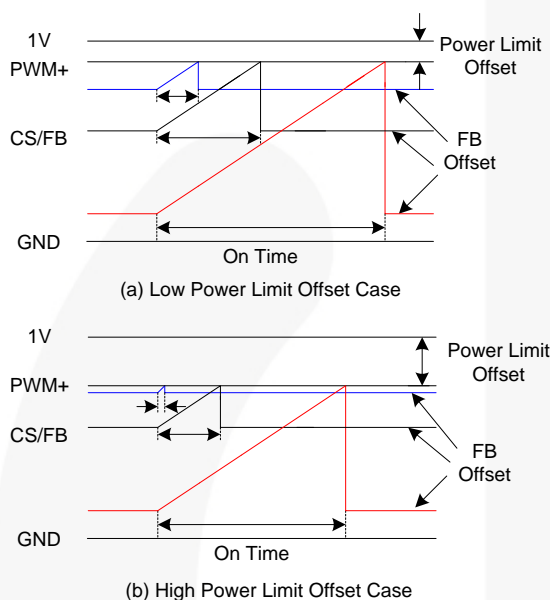 1V
Power Limit
Offset
PWM+
CS/FB
FB
Offset
GND
On Time
(a) Low Power Limit Offset Case
1V
Power Limit
Offset
PWM+
CS/FB
FB
Offset
GND
On Time
(b) High Power Limit Offset Case